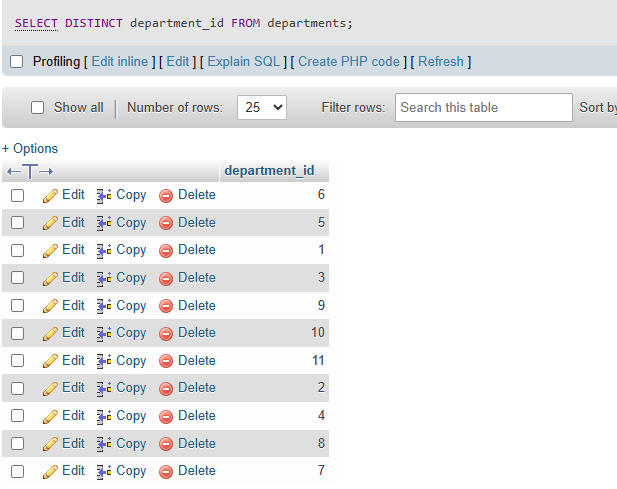 SELECT DISTINCT department_id FROM departments;
Profiling [ Edit inline ] [ Edit ] [ Explain SQL ] [ Create PHP code ] [ Refresh ]
Show all Number of rows: 25 Filter rows: Search this table Sort by
+ Options
←T→ department_id
Edit Copy Delete 6
Edit Copy Delete 5
Edit Copy Delete 1
Edit Copy Delete 3
Edit Copy Delete 9
Edit Copy Delete 10
Edit Copy Delete 11
Edit Copy Delete 2
Edit Copy Delete 4
Edit Copy Delete 8
Edit Copy Delete 7